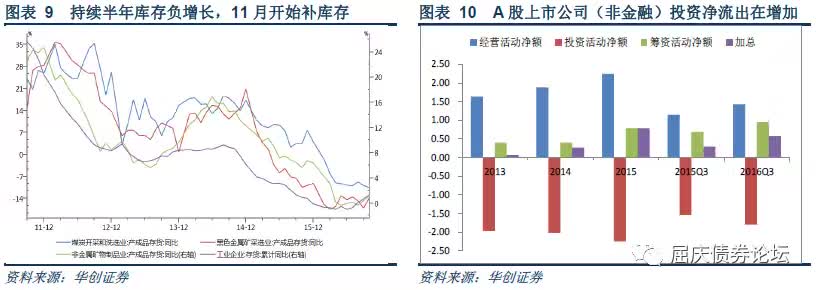 图表 9 持续半年库存负增长，11 月开始补库存
35
28
21
14
7
0
-7
-14
24
20
16
12
8
4
0
11-12
12-12
13-12
14-12
15-12
煤炭开采和洗选业:产成品存货:同比
黑色金属矿采选业:产成品存货:同比
非金属矿物制品业:产成品存货:同比(右轴)
工业企业:存货:累计同比(右轴)
资料来源：华创证券
图表 10 A 股上市公司（非金融）投资净流出在增加
经营活动净额
投资活动净额
筹资活动净额
加总
2.50
2.00
1.50
1.00
0.50
0.00
-0.50
-1.00
-1.50
-2.00
-2.50
2013
2014
2015
2015Q3
2016Q3
屈庆债券论坛
资料来源：华创证券